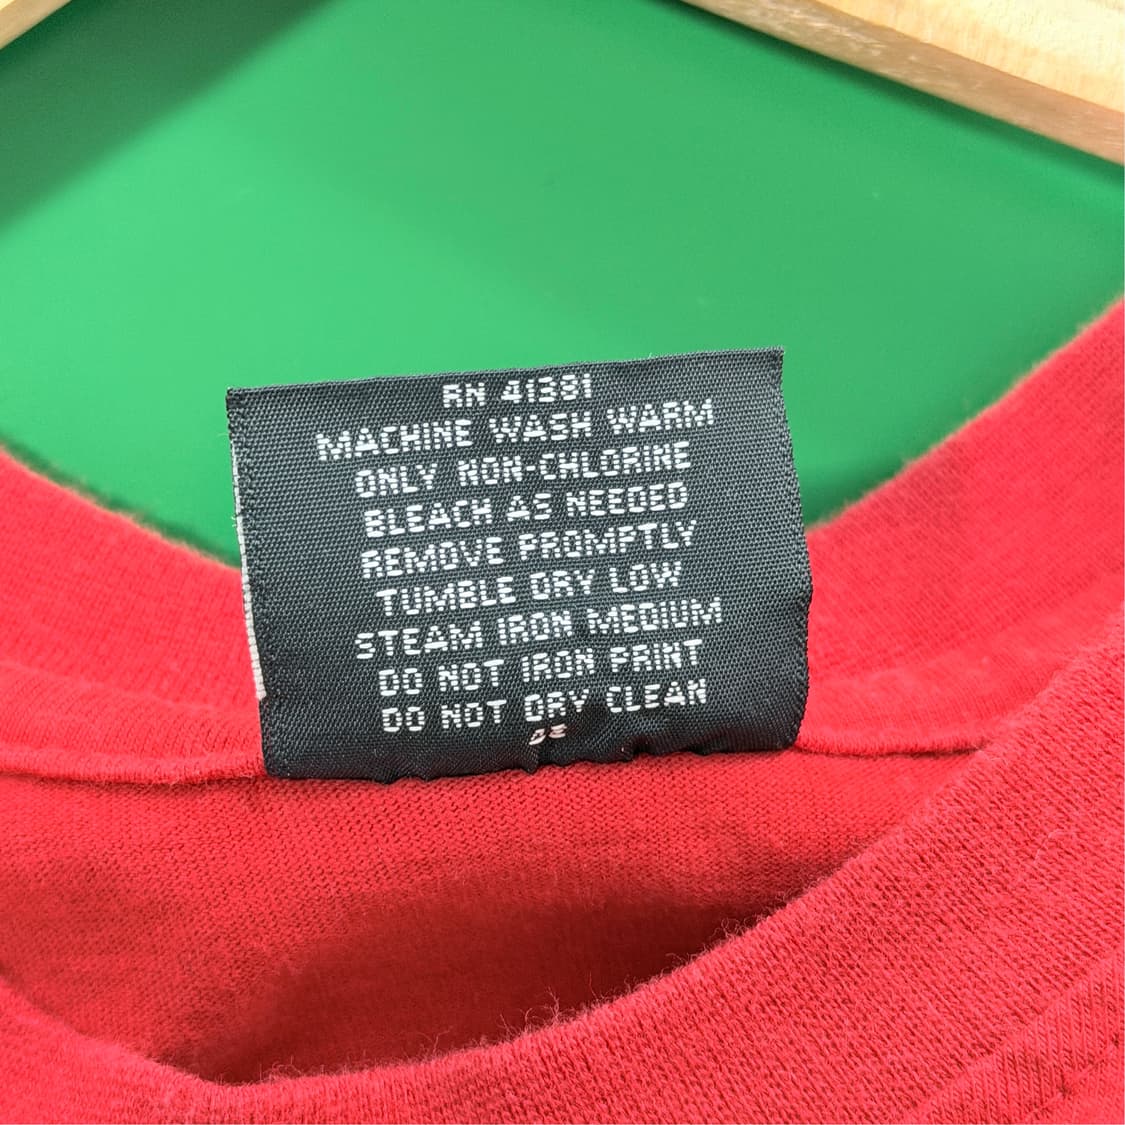 RN 41381
MACHINE WASH WARM
ONLY NON-CHLORINE
BLEACH AS NEEDED
REMOVE PROMPTLY
TUMBLE DRY LOW
STEAM IRON MEDIUM
DO NOT IRON PRINT
DO NOT DRY CLEAN